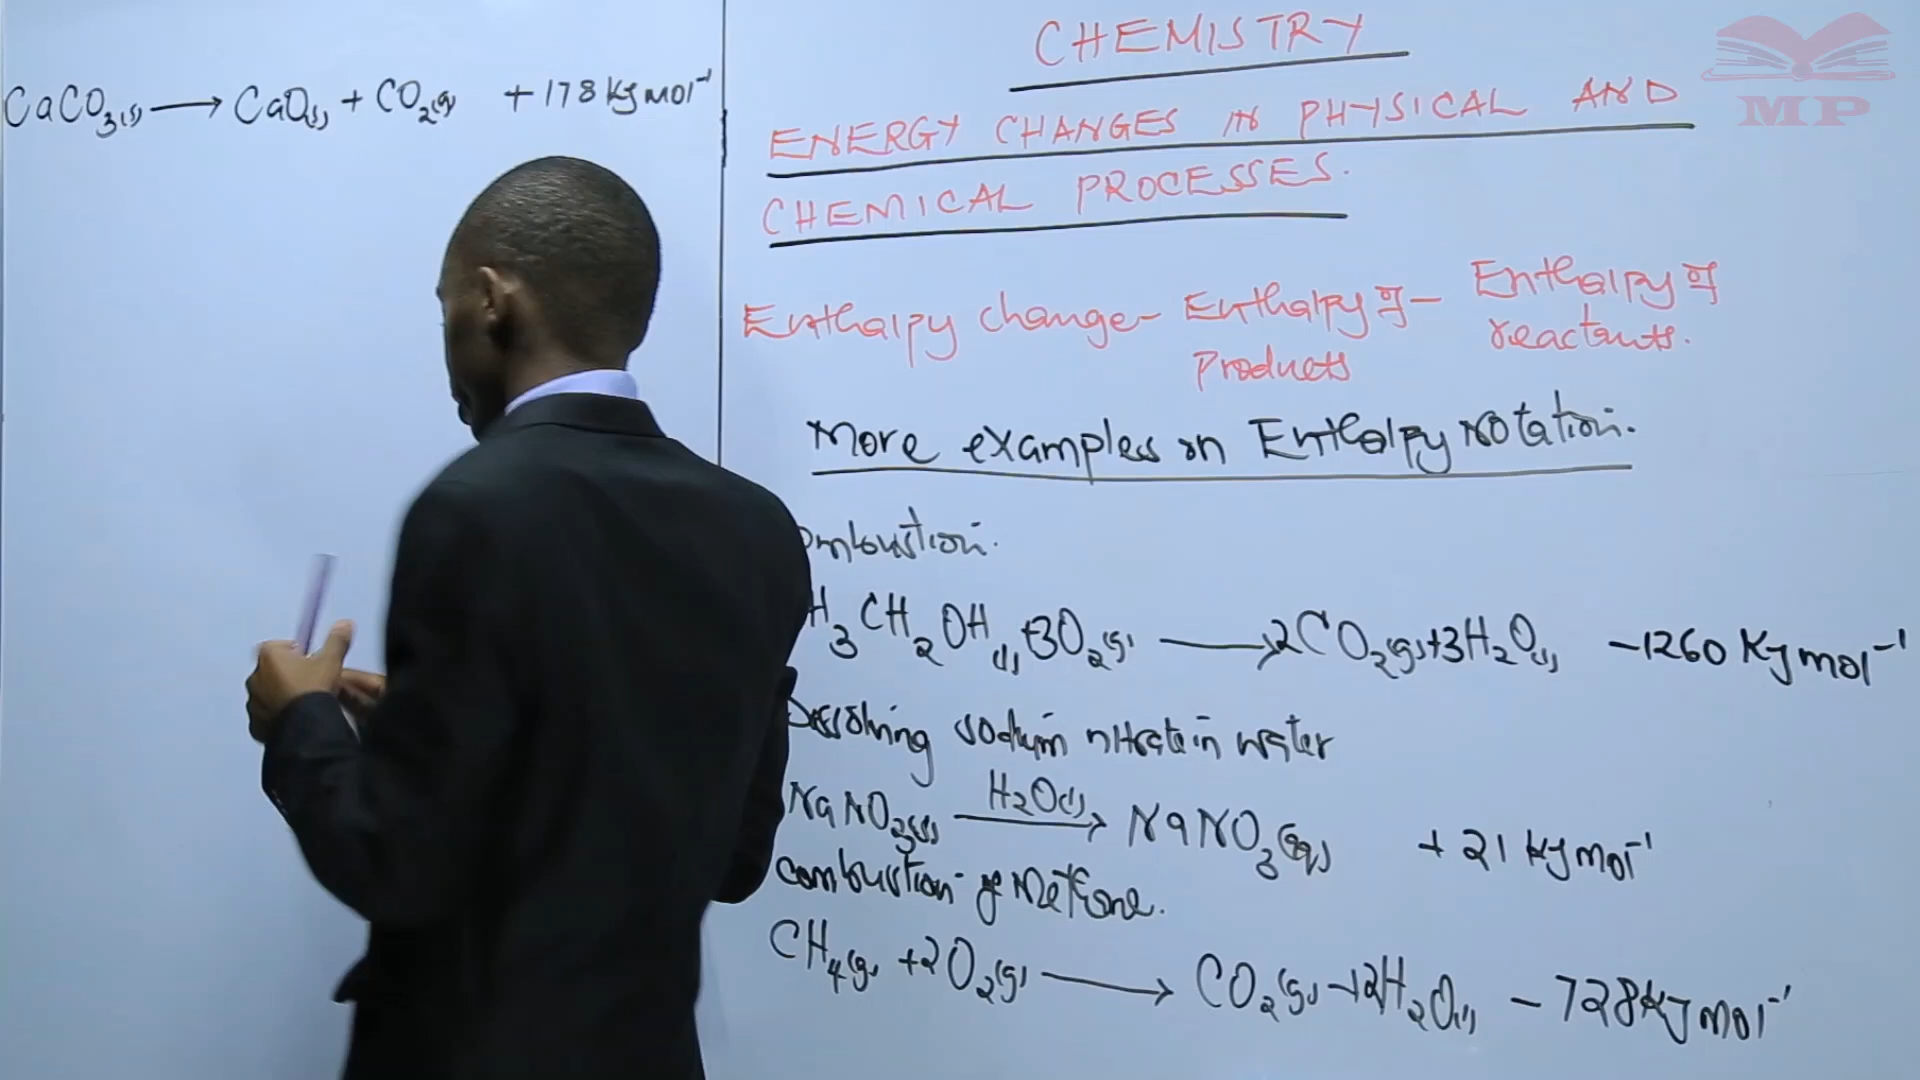 CaCO₃(s) ⟶ CaO(s) + CO₂(g) +178 KJ mol⁻¹
CHEMISTRY
ENERGY CHANGES IN PHYSICAL AND
CHEMICAL PROCESSES.
Enthalpy change - Enthalpy of Products - Enthalpy of reactants.
More examples on Enthalpy Notation.
ombustion.
H₃CH₂OH(l) +3O₂(g) ⟶ 2CO₂(g)+3H₂O(l) -1260 KJ mol⁻¹
Dissolving sodium nitrate in water
NaNO₃(s) H₂O(l) ⟶ NaNO₃(aq) +21 KJ mol⁻¹
combustion of Methane.
CH₄(g) +2O₂(g) ⟶ CO₂(g) +2H₂O(l) -728KJ mol⁻¹
MP